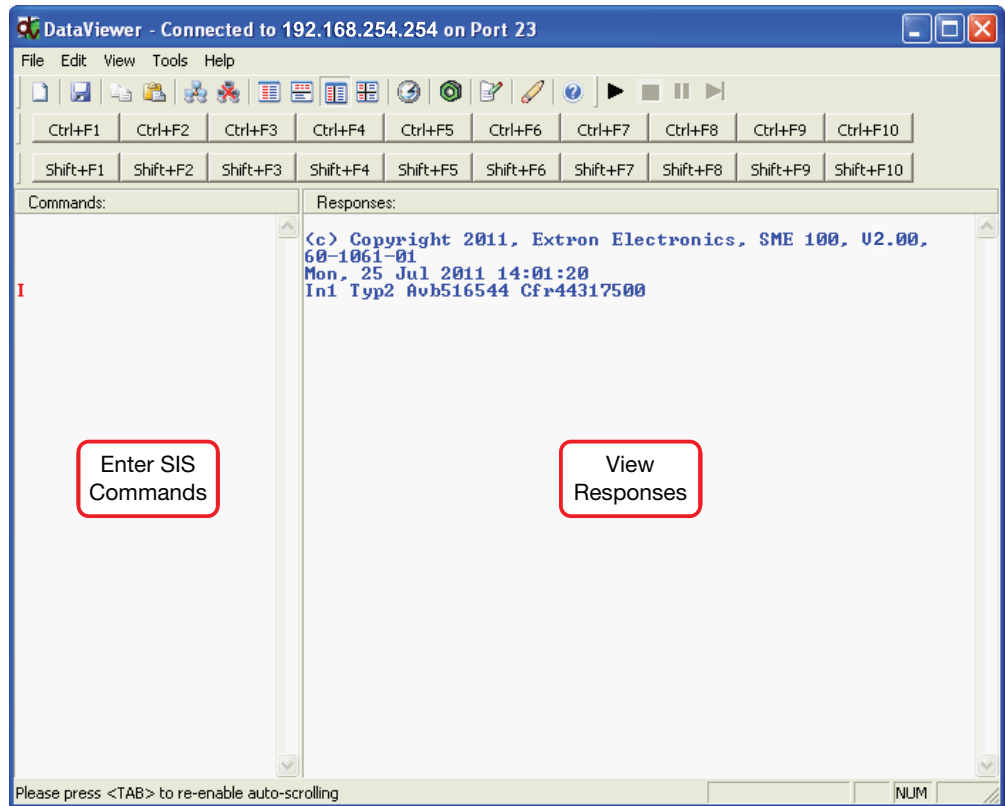 DataViewer - Connected to 192.168.254.254 on Port 23
File Edit View Tools Help
Ctrl+F1 Ctrl+F2 Ctrl+F3 Ctrl+F4 Ctrl+F5 Ctrl+F6 Ctrl+F7 Ctrl+F8 Ctrl+F9 Ctrl+F10
Shift+F1 Shift+F2 Shift+F3 Shift+F4 Shift+F5 Shift+F6 Shift+F7 Shift+F8 Shift+F9 Shift+F10
Commands:
Responses:
(c) Copyright 2011, Extron Electronics, SME 100, V2.00,
60-1061-01
Mon, 25 Jul 2011 14:01:20
I
In1 Typ2 Avb516544 Cfr44317500
Enter SIS
Commands
View
Responses
Please press <TAB> to re-enable auto-scrolling
NUM